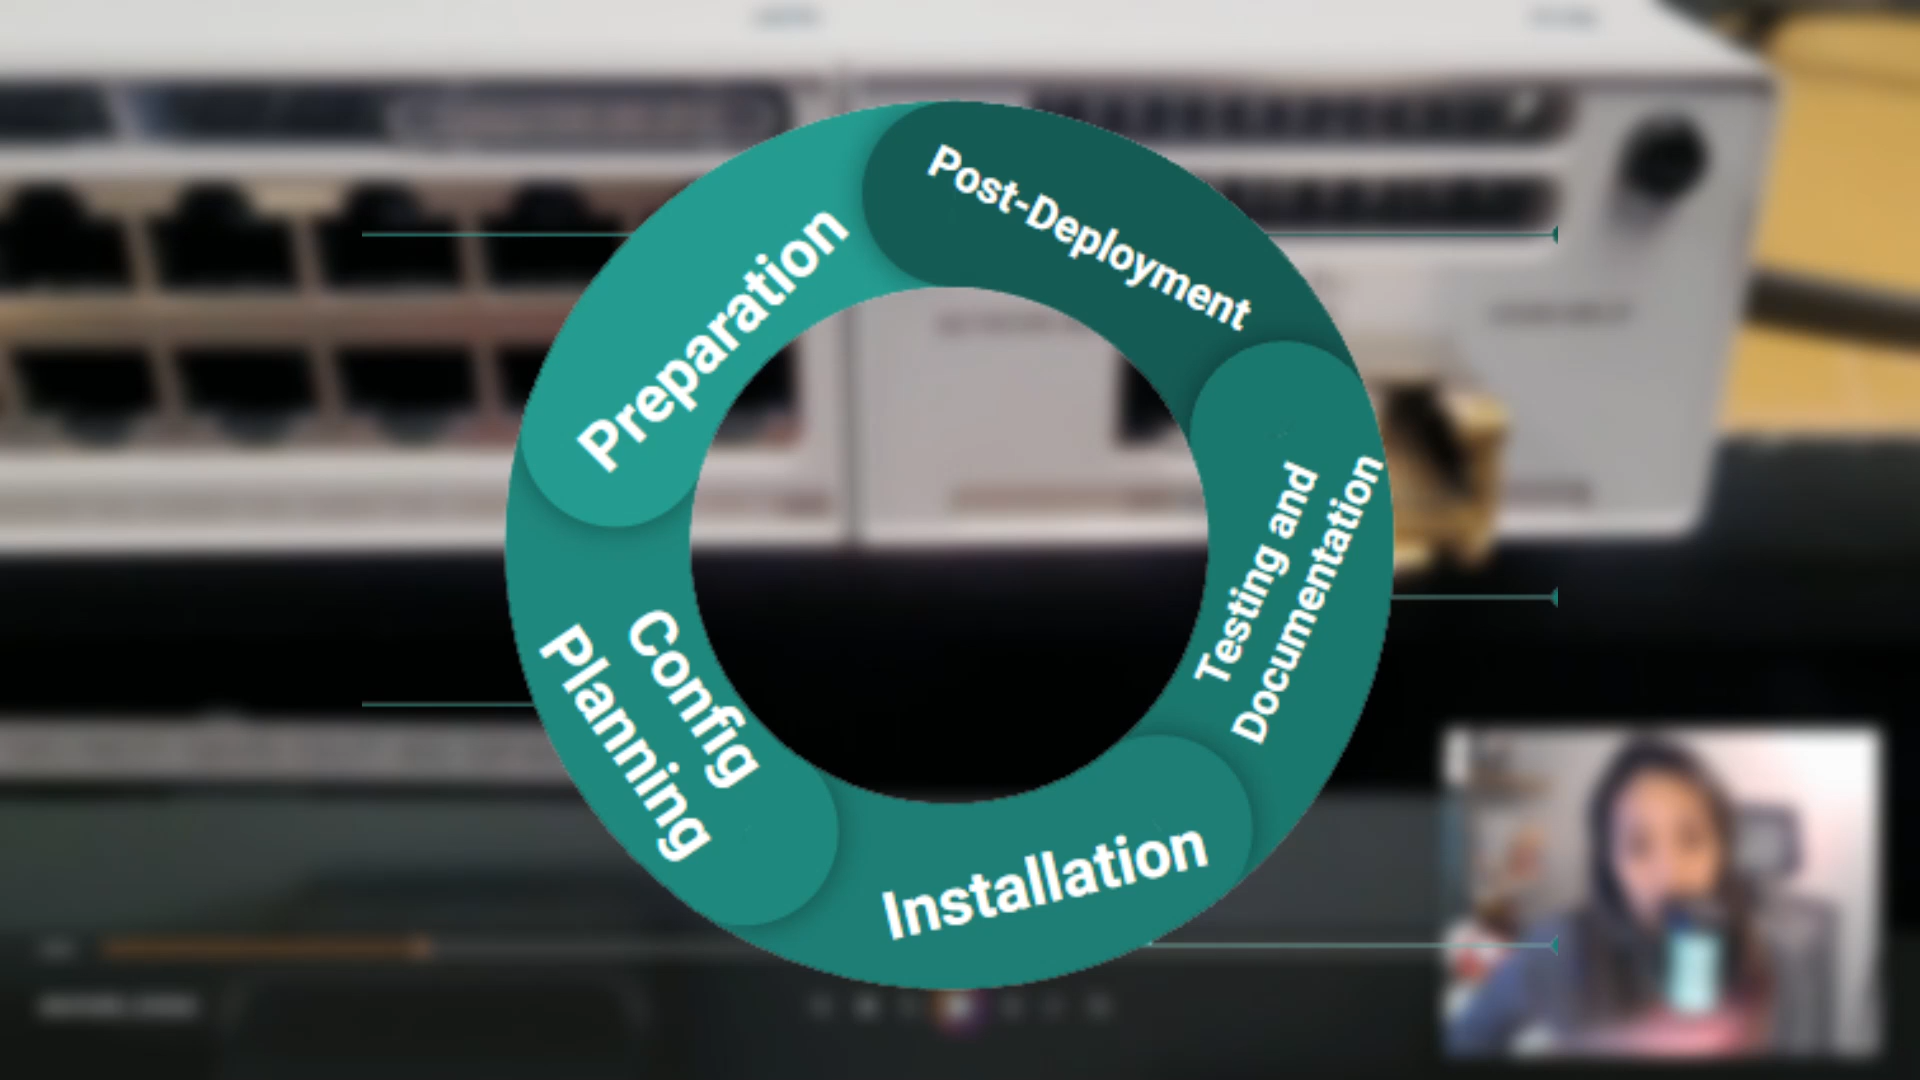 Preparation
Post-Deployment
Testing and
Documentation
Installation
Config
Planning